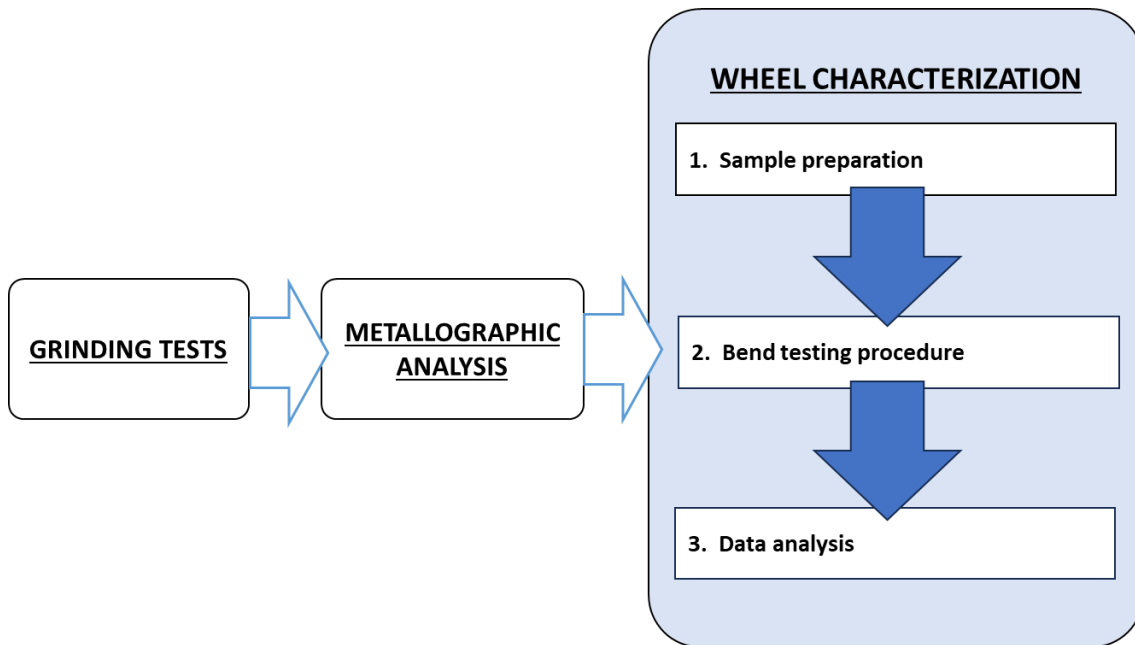 GRINDING TESTS
METALLOGRAPHIC
ANALYSIS
WHEEL CHARACTERIZATION
1. Sample preparation
2. Bend testing procedure
3. Data analysis